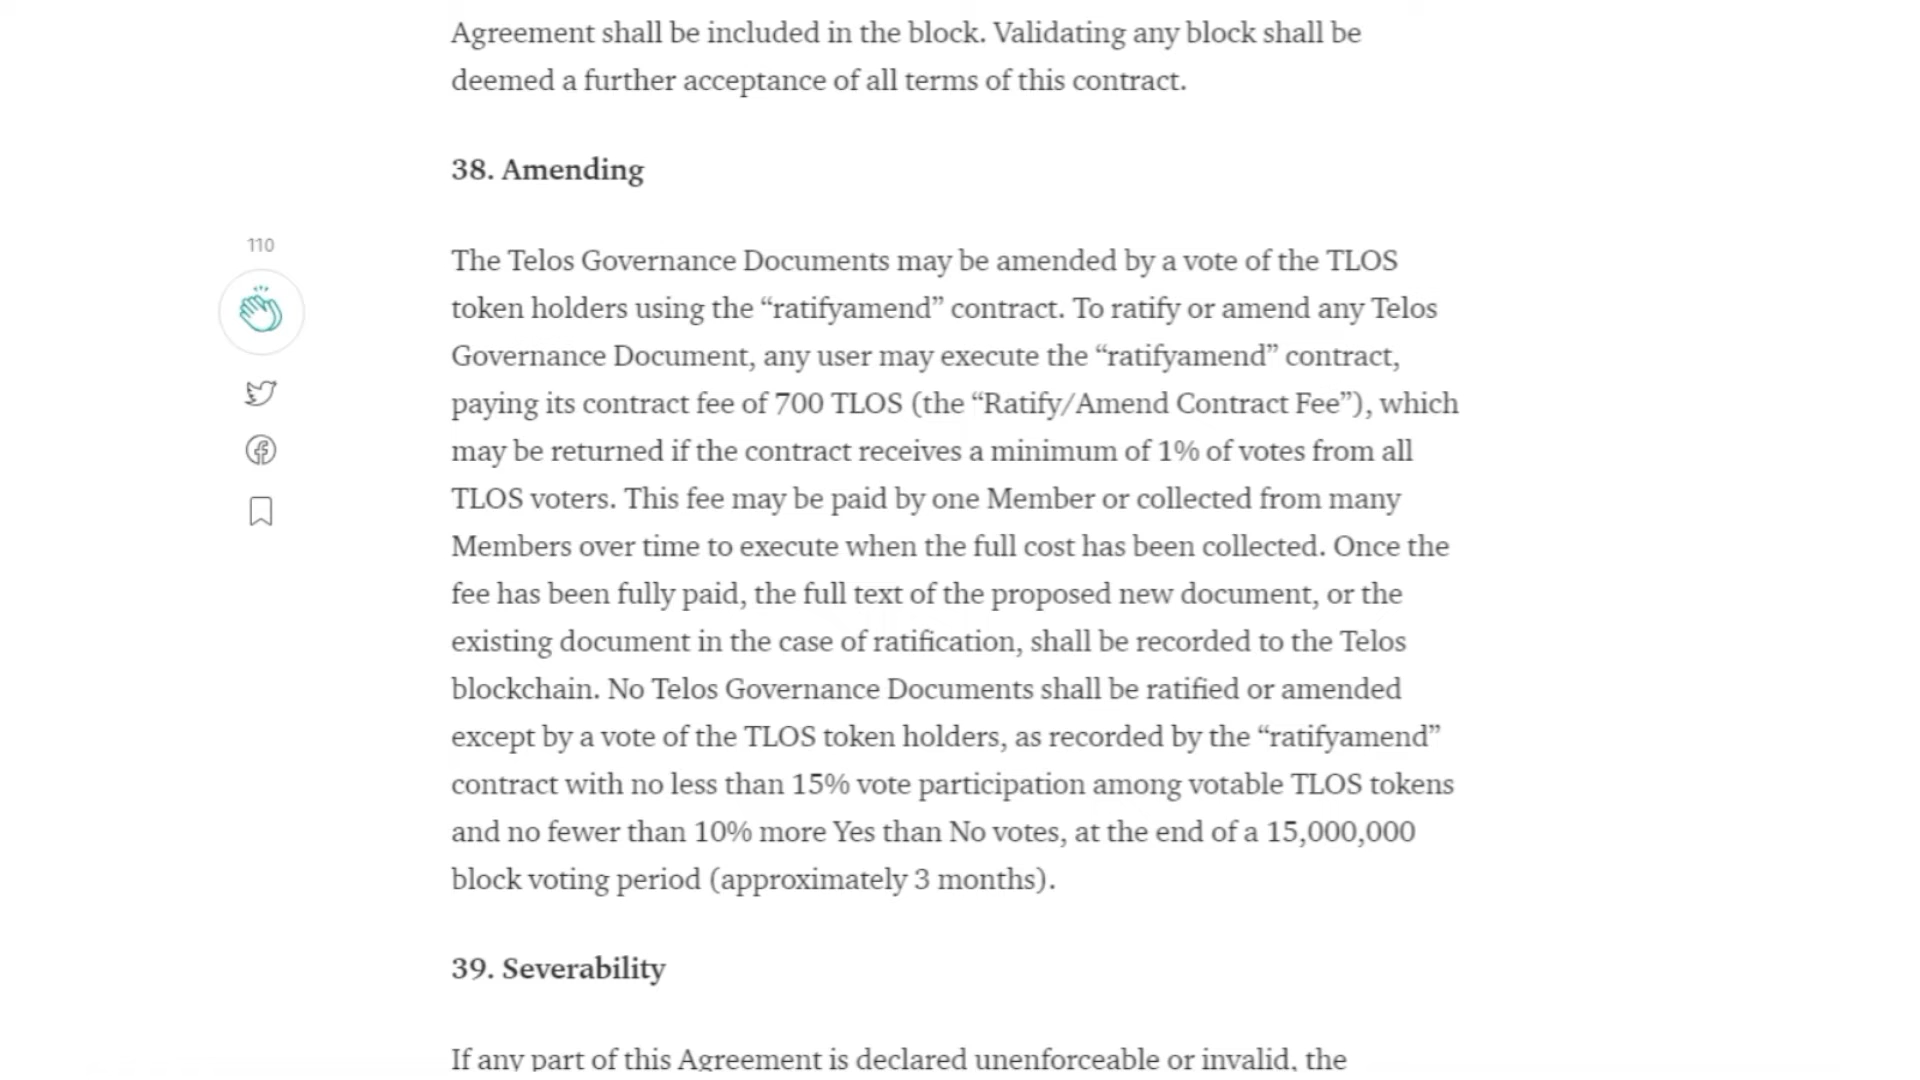 Agreement shall be included in the block. Validating any block shall be
deemed a further acceptance of all terms of this contract.
38. Amending
110
The Telos Governance Documents may be amended by a vote of the TLOS
token holders using the “ratifyamend” contract. To ratify or amend any Telos
Governance Document, any user may execute the “ratifyamend” contract,
paying its contract fee of 700 TLOS (the “Ratify/Amend Contract Fee”), which
may be returned if the contract receives a minimum of 1% of votes from all
TLOS voters. This fee may be paid by one Member or collected from many
Members over time to execute when the full cost has been collected. Once the
fee has been fully paid, the full text of the proposed new document, or the
existing document in the case of ratification, shall be recorded to the Telos
blockchain. No Telos Governance Documents shall be ratified or amended
except by a vote of the TLOS token holders, as recorded by the “ratifyamend”
contract with no less than 15% vote participation among votable TLOS tokens
and no fewer than 10% more Yes than No votes, at the end of a 15,000,000
block voting period (approximately 3 months).
39. Severability
If any part of this Agreement is declared unenforceable or invalid, the